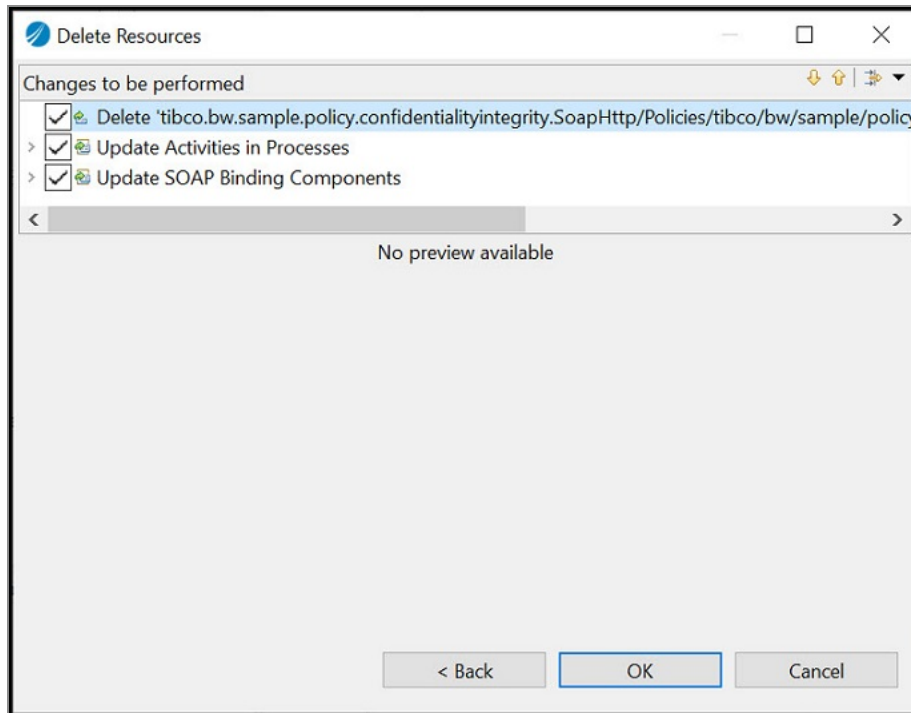 Delete Resources
Changes to be performed
Delete 'tibco.bw.sample.policy.confidentialityintegrity.SoapHttp/Policies/tibco/bw/sample/policy
Update Activities in Processes
Update SOAP Binding Components
No preview available
< Back
OK
Cancel